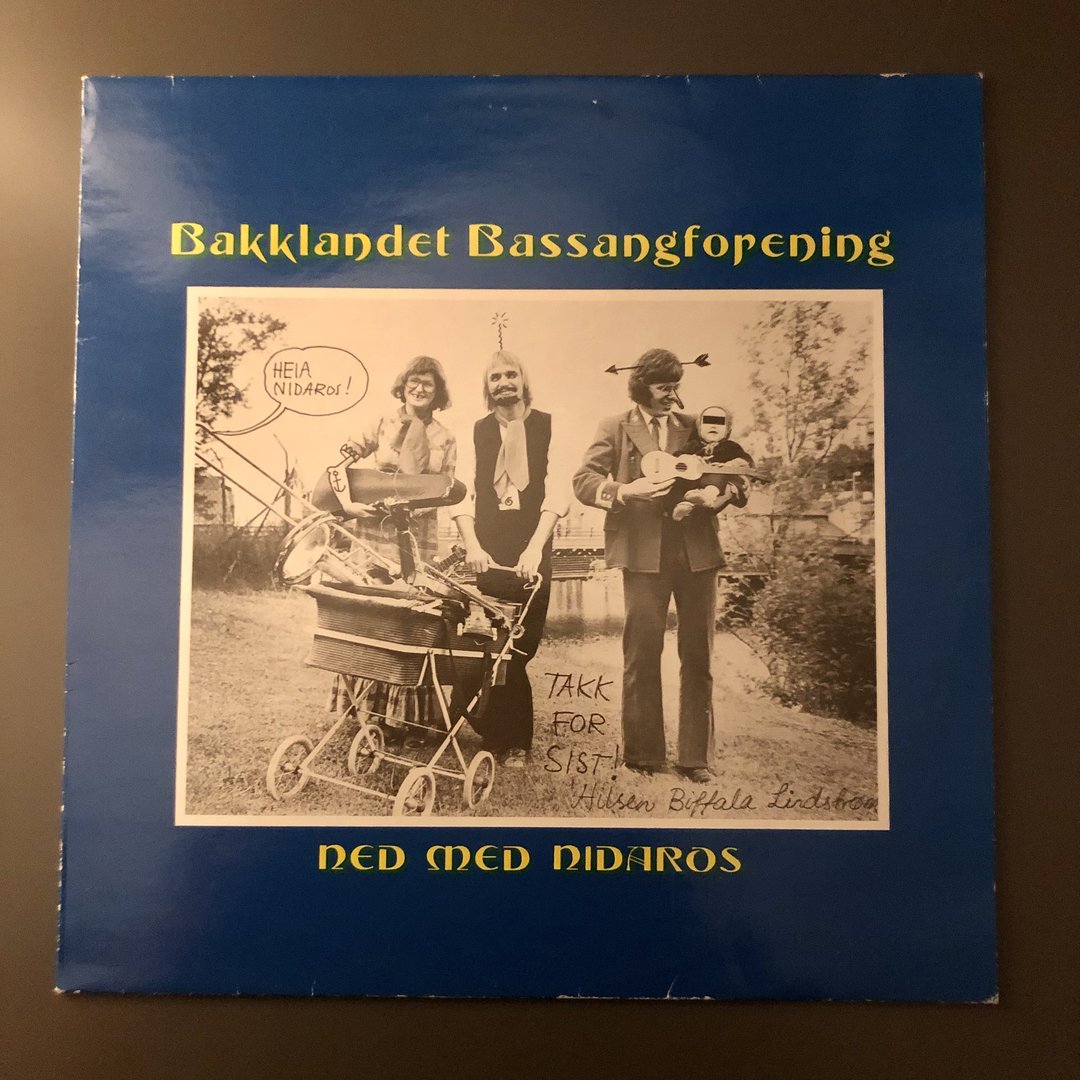 Bakklandet Bassangforening
HEIA
NIDAROS!
TAKK
FOR
SIST!
Hilsen Biffala Lindstrøm
NED MED NIDAROS